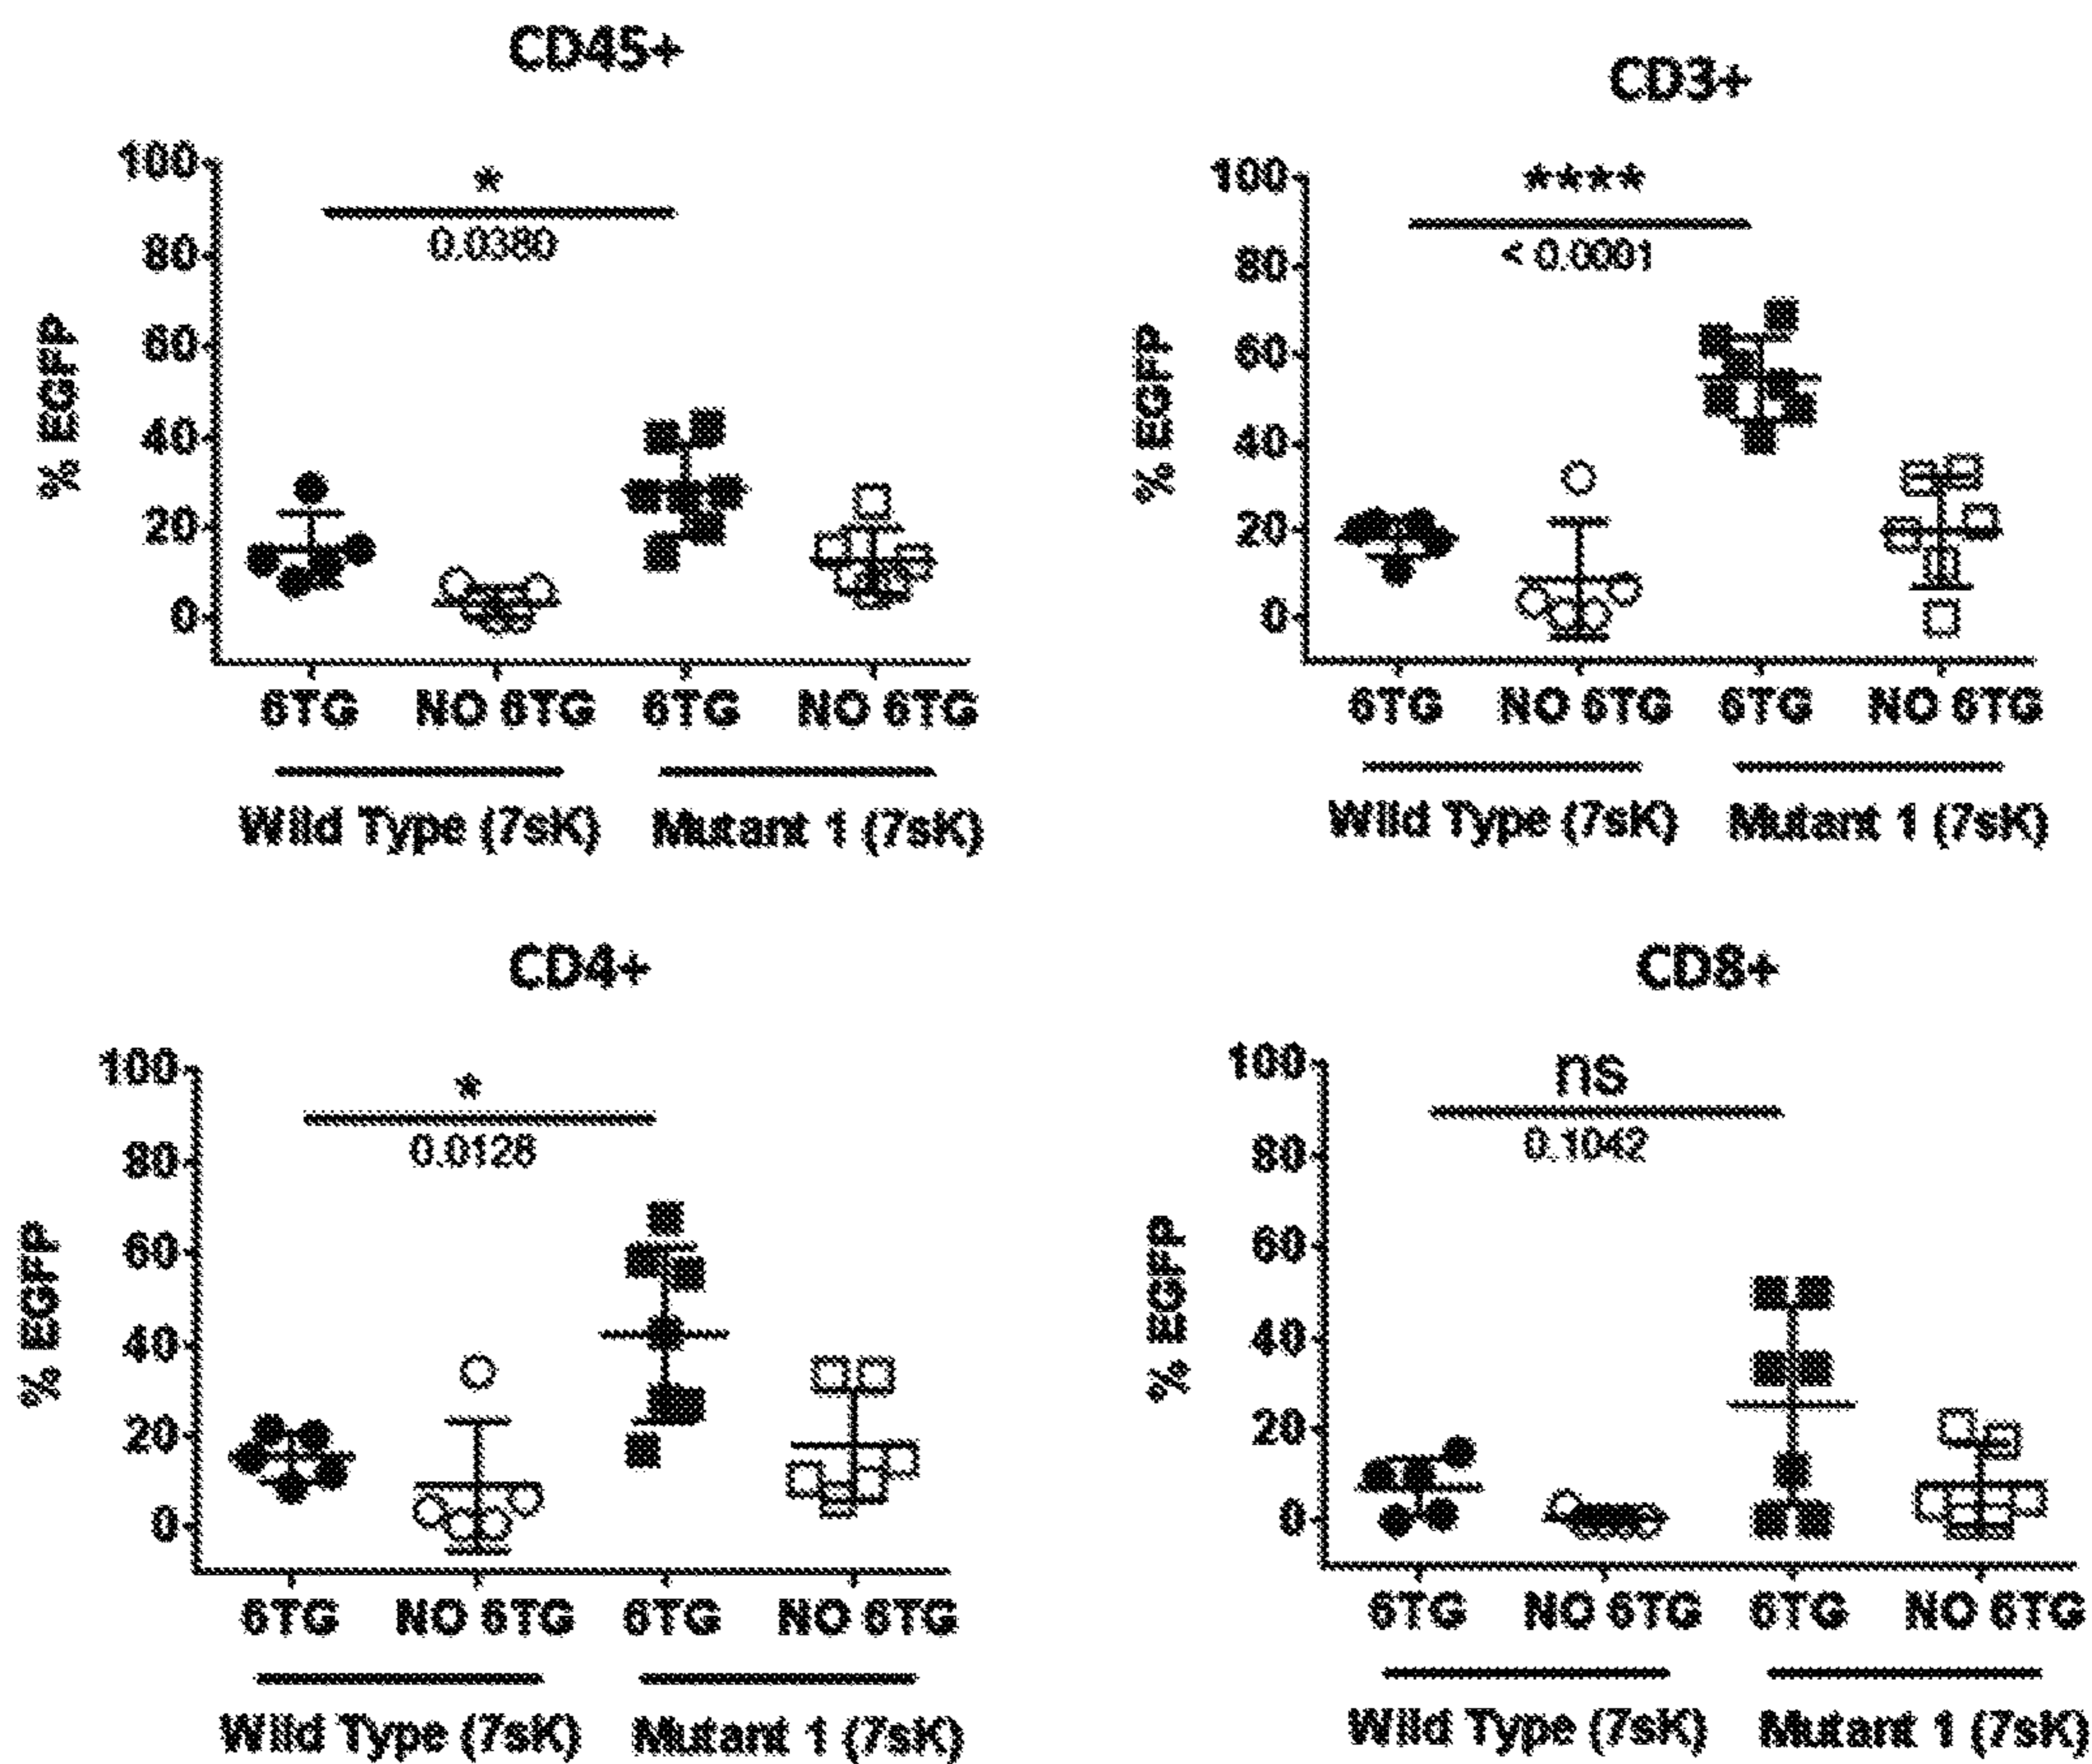 CD45+
100
80
60
40
20
0
% EGFP
*
0.0380
6TG NO 6TG 6TG NO 6TG
Wild Type (7sK) Mutant 1 (7sK)
CD3+
100
80
60
40
20
0
% EGFP
****
< 0.0001
6TG NO 6TG 6TG NO 6TG
Wild Type (7sK) Mutant 1 (7sK)
CD4+
100
80
60
40
20
0
% EGFP
*
0.0128
6TG NO 6TG 6TG NO 6TG
Wild Type (7sK) Mutant 1 (7sK)
CD8+
100
80
60
40
20
0
% EGFP
ns
0.1042
6TG NO 6TG 6TG NO 6TG
Wild Type (7sK) Mutant 1 (7sK)